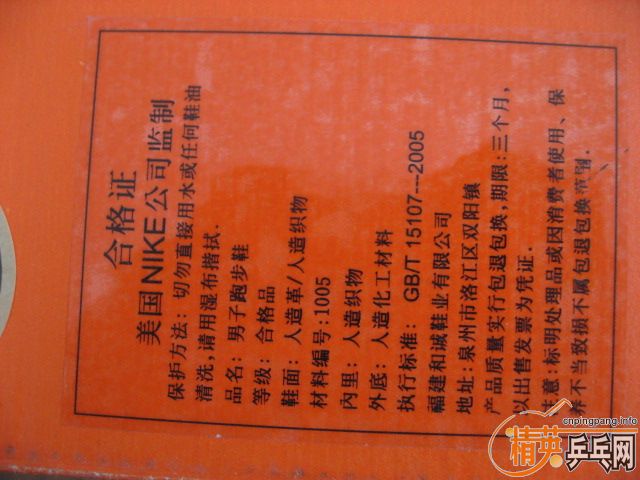 合格证
美国NIKE公司监制
保护方法：切勿直接用水或任何鞋油
清洗,请用湿布揩拭.
品名：男子跑步鞋
等级：合格品
鞋面：人造革/人造织物
材料编号:1005
内里：人造织物
外底：人造化工材料
执行标准： GB/T 15107---2005
福建和诚鞋业有限公司
地址:泉州市洛江区双阳镇
产品质量实行包退包换,期限:三个月,
以出售发票为凭证.
注意:标明处理品或因消费者使用、保
养不当致损不属包退包换范围.
cnpingpang.info
精英乒乓网